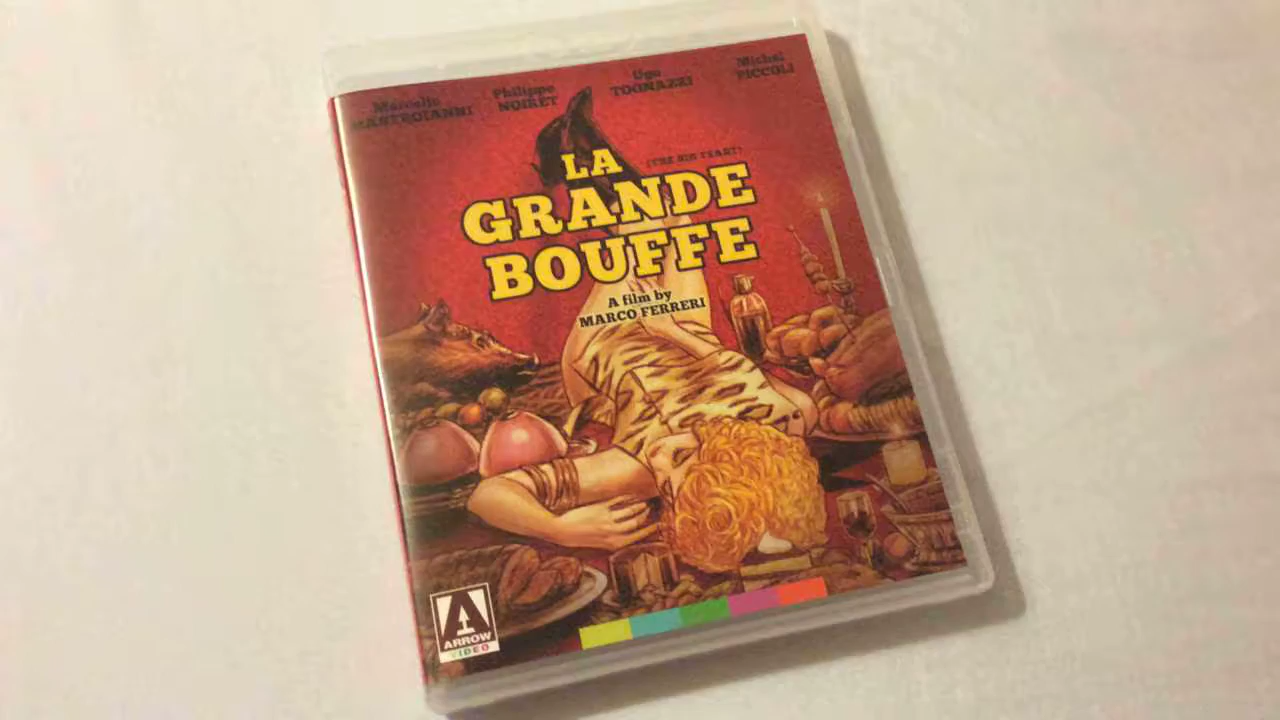 Marcello
MASTROIANNI
Philippe
NOIRET
Ugo
TOGNAZZI
Michel
PICCOLI
LA
(THE BIG FEAST)
GRANDE
BOUFFE
A film by
MARCO FERRERI
A
ARROW
VIDEO